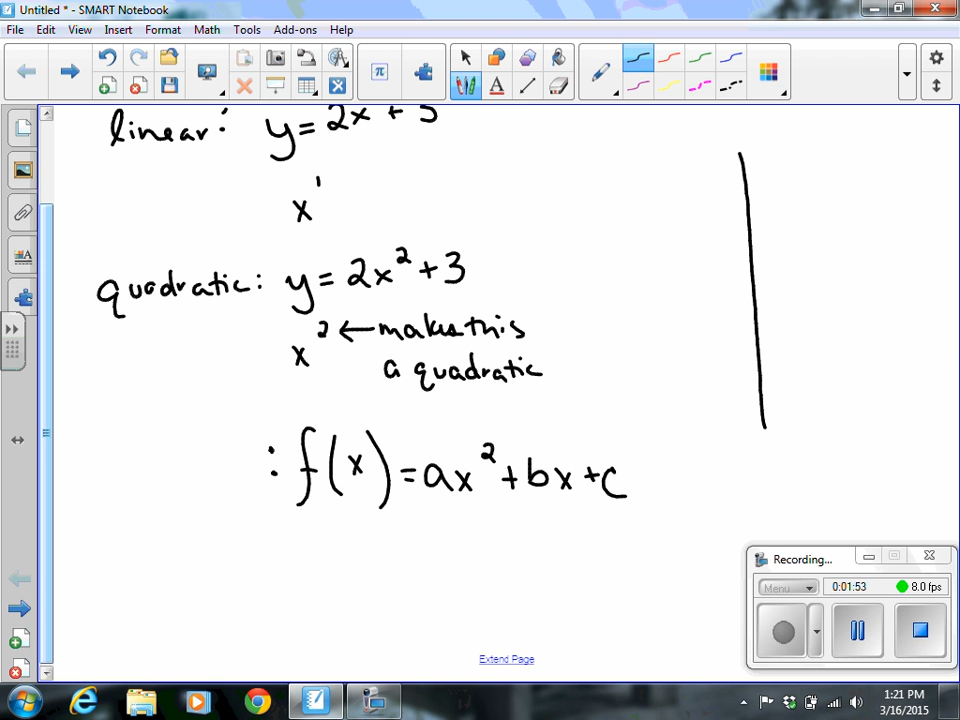 Untitled * - SMART Notebook
File Edit View Insert Format Math Tools Add-ons Help
linear: y = 2x + 3
x¹
quadratic: y = 2x² + 3
x² ← makes this
a quadratic
: f(x) = ax² + bx + c
Recording...
Menu 0:01:53 8.0 fps
Extend Page
1:21 PM
3/16/2015